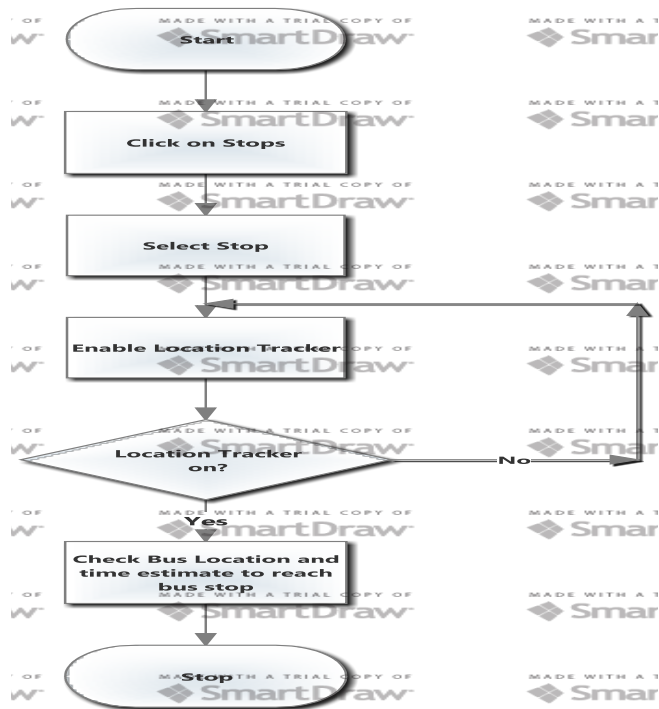 Start
Click on Stops
Select Stop
Enable Location Tracker
Location Tracker
on?
No
Yes
Check Bus Location and
time estimate to reach
bus stop
Stop
MADE WITH A TRIAL COPY OF
SmartDraw